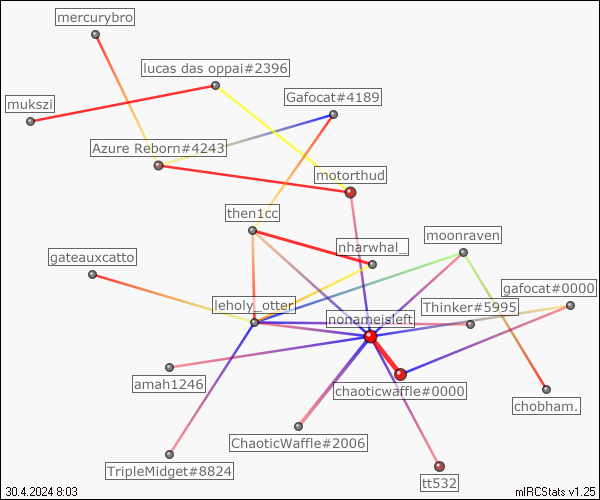 mercurybro
lucas das oppai#2396
Gafocat#4189
mukszi
Azure Reborn#4243
motorthud
then1cc
moonraven
nharwhal_
gateauxcatto
gafocat#0000
leholy_otter
Thinker#5995
nonameisleft
amah1246
chaoticwaffle#0000
chobham.
ChaoticWaffle#2006
TripleMidget#8824
tt532
30.4.2024 8:03
mIRCStats v1.25